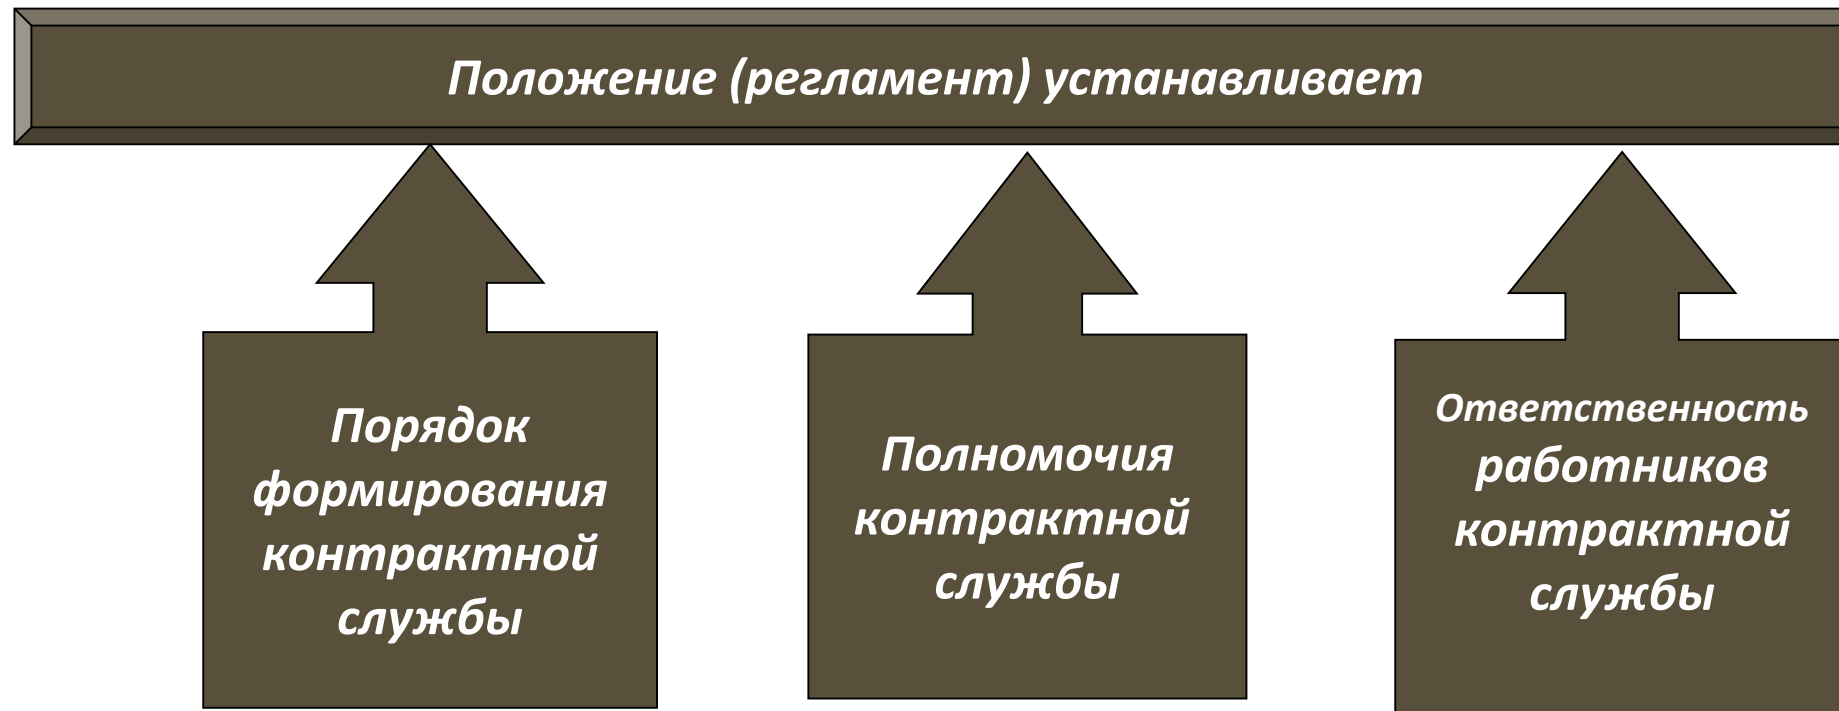 Положение (регламент) устанавливает
Порядок
формирования
контрактной
службы
Полномочия
контрактной
службы
Ответственность
работников
контрактной
службы